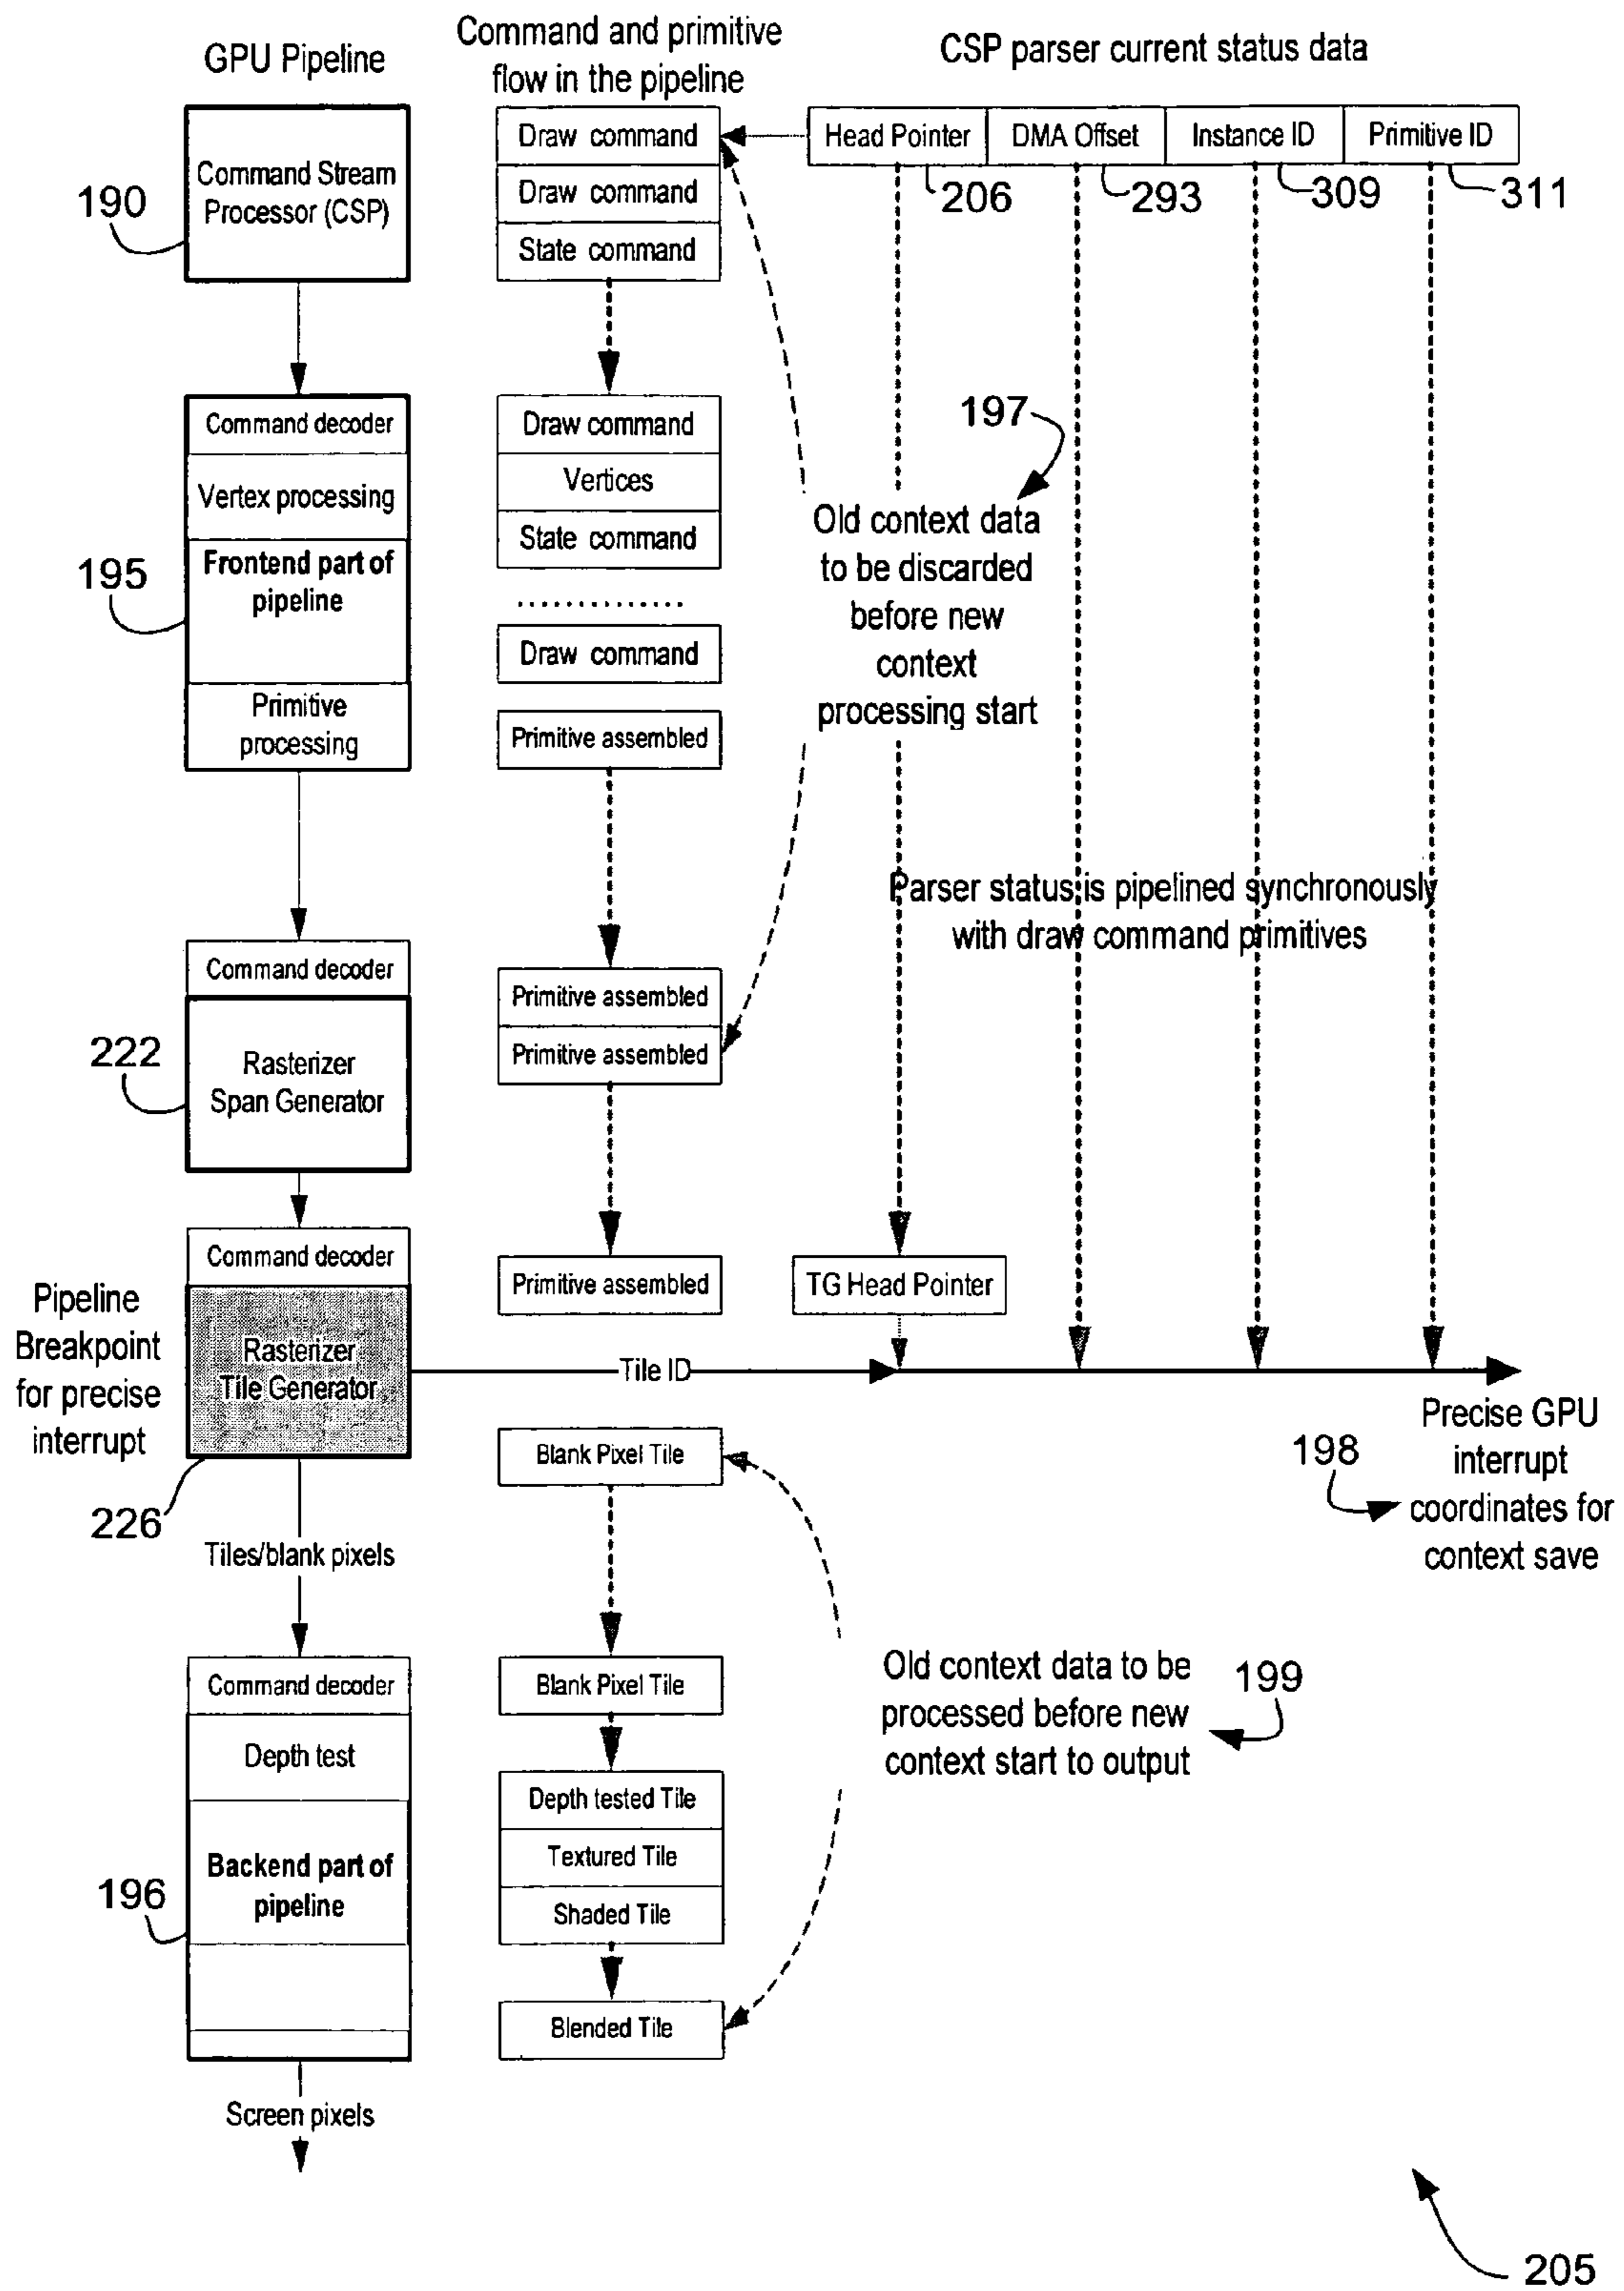 GPU Pipeline
Command and primitive
flow in the pipeline
CSP parser current status data
Command Stream
Processor (CSP)
190
Draw command
Draw command
State command
Head Pointer
DMA Offset
Instance ID
Primitive ID
206
293
309
311
Command decoder
Vertex processing
Frontend part of
pipeline
Primitive
processing
195
Draw command
Vertices
State command
Draw command
Primitive assembled
197
Old context data
to be discarded
before new
context
processing start
Parser status is pipelined synchronously
with draw command primitives
Command decoder
Rasterizer
Span Generator
222
Primitive assembled
Primitive assembled
Command decoder
Rasterizer
Tile Generator
Pipeline
Breakpoint
for precise
interrupt
226
Primitive assembled
TG Head Pointer
Tile ID
Precise GPU
interrupt
coordinates for
context save
198
Blank Pixel Tile
Tiles/blank pixels
Command decoder
Depth test
Backend part of
pipeline
196
Blank Pixel Tile
Depth tested Tile
Textured Tile
Shaded Tile
Blended Tile
Old context data to be
processed before new
context start to output
199
Screen pixels
205